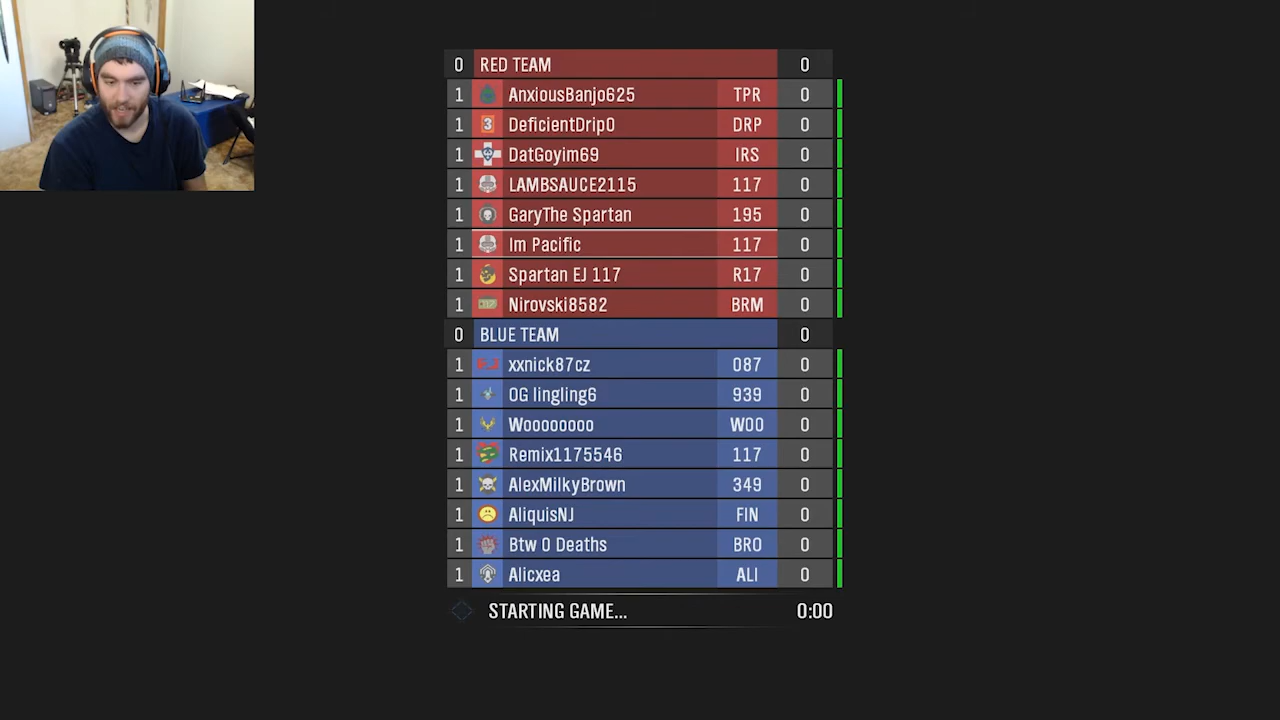 0 RED TEAM 0
1 AnxiousBanjo625 TPR 0
1 DeficientDrip0 DRP 0
1 DatGoyim69 IRS 0
1 LAMBSAUCE2115 117 0
1 GaryThe Spartan 195 0
1 Im Pacific 117 0
1 Spartan EJ 117 R17 0
1 Nirovski8582 BRM 0
0 BLUE TEAM 0
1 xxnick87cz 087 0
1 OG lingling6 939 0
1 Woooooooo WOO 0
1 Remix1175546 117 0
1 AlexMilkyBrown 349 0
1 AliquisNJ FIN 0
1 Btw 0 Deaths BRO 0
1 Alicxea ALI 0
STARTING GAME... 0:00